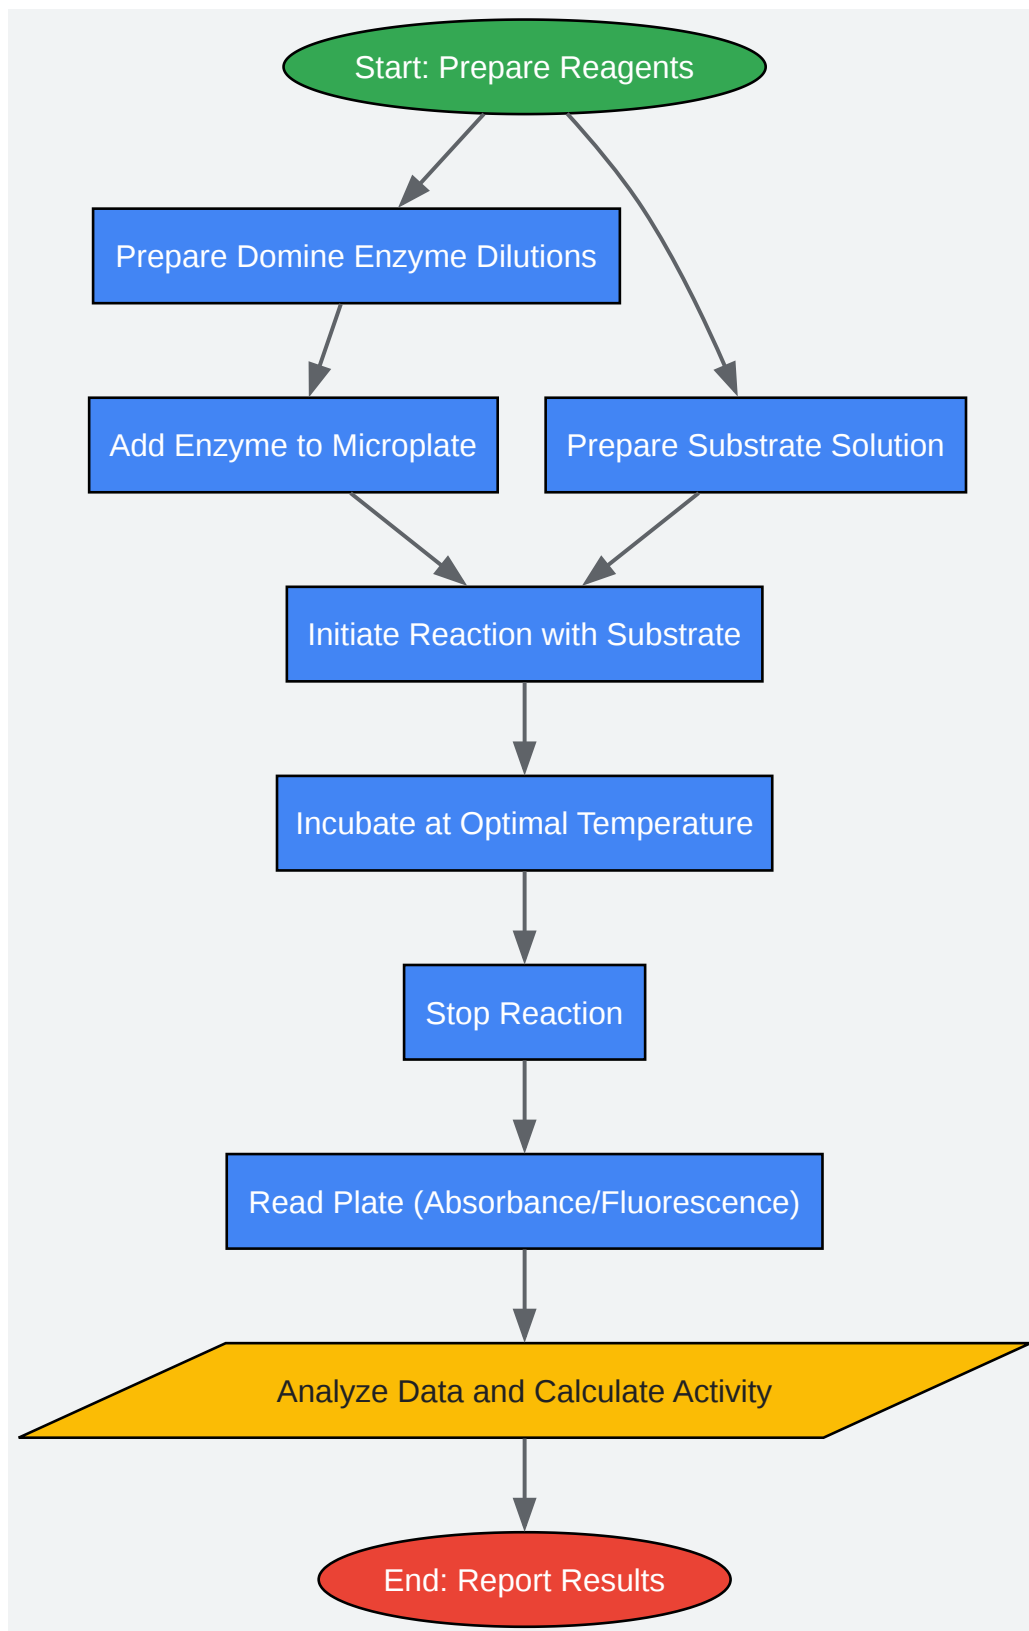 Start: Prepare Reagents
Prepare Domine Enzyme Dilutions
Add Enzyme to Microplate
Prepare Substrate Solution
Initiate Reaction with Substrate
Incubate at Optimal Temperature
Stop Reaction
Read Plate (Absorbance/Fluorescence)
Analyze Data and Calculate Activity
End: Report Results